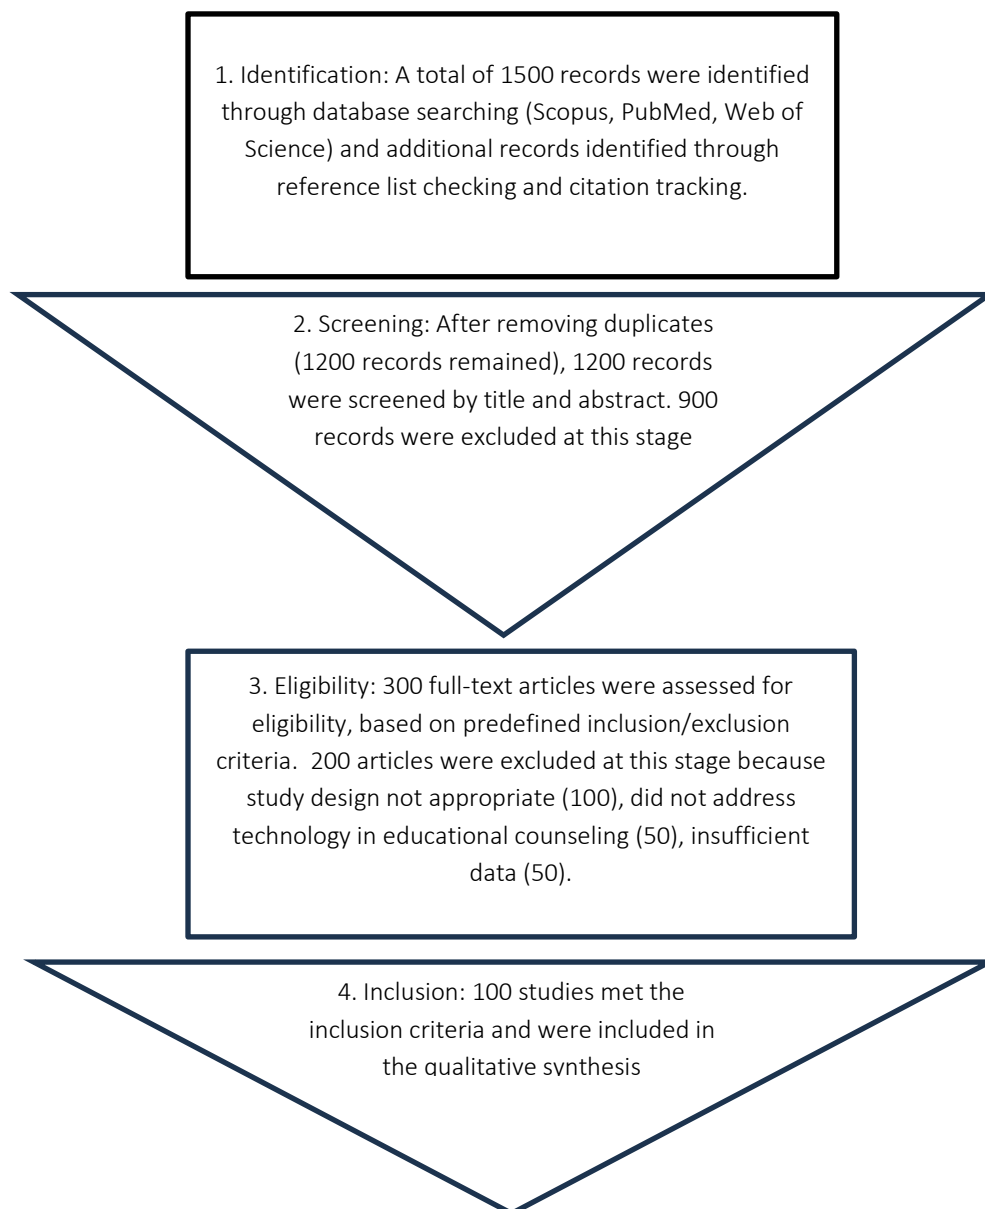 1. Identification: A total of 1500 records were identified
through database searching (Scopus, PubMed, Web of
Science) and additional records identified through
reference list checking and citation tracking.
2. Screening: After removing duplicates
(1200 records remained), 1200 records
were screened by title and abstract. 900
records were excluded at this stage
3. Eligibility: 300 full-text articles were assessed for
eligibility, based on predefined inclusion/exclusion
criteria.  200 articles were excluded at this stage because
study design not appropriate (100), did not address
technology in educational counseling (50), insufficient
data (50).
4. Inclusion: 100 studies met the
inclusion criteria and were included in
the qualitative synthesis